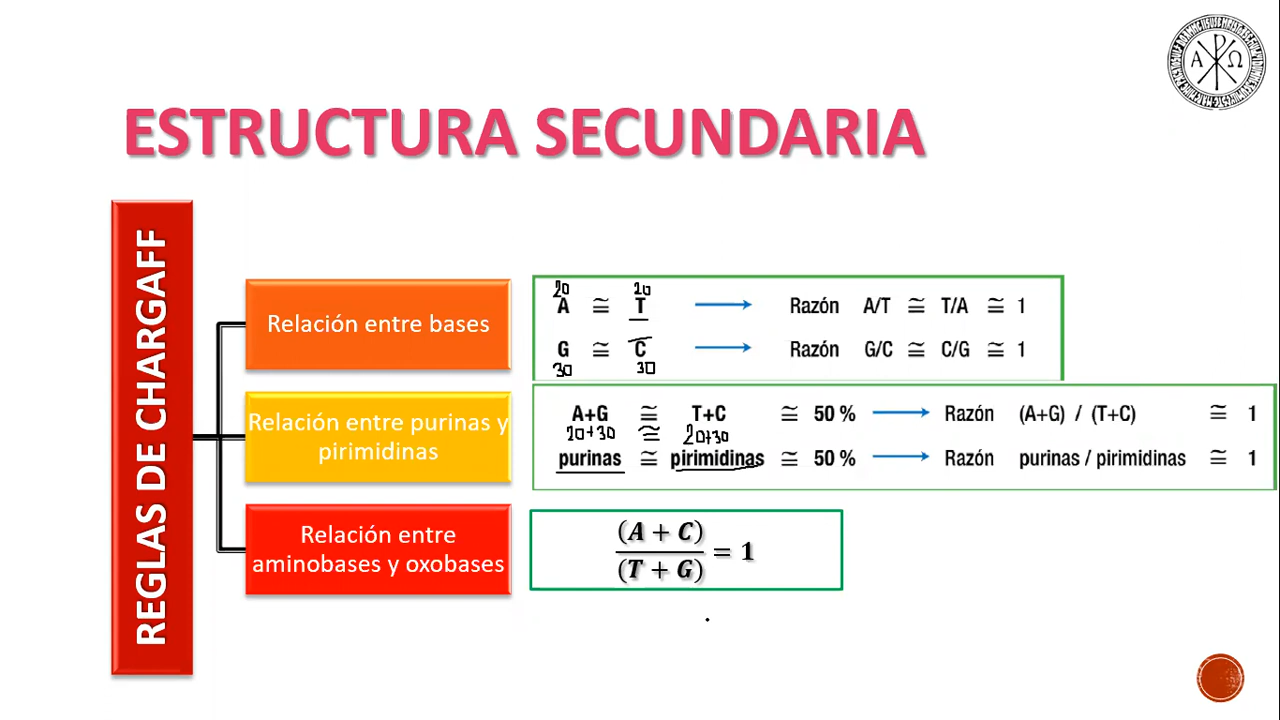 ESTRUCTURA SECUNDARIA
REGLAS DE CHARGAFF
Relación entre bases
20 20
A ≅ T Razón A/T ≅ T/A ≅ 1
G ≅ C Razón G/C ≅ C/G ≅ 1
30 30
Relación entre purinas y
pirimidinas
A+G ≅ T+C ≅ 50 % Razón (A+G) / (T+C) ≅ 1
20+30 ≅ 20+30
purinas ≅ pirimidinas ≅ 50 % Razón purinas / pirimidinas ≅ 1
Relación entre
aminobases y oxobases
(A + C)
= 1
(T + G)
A Ω